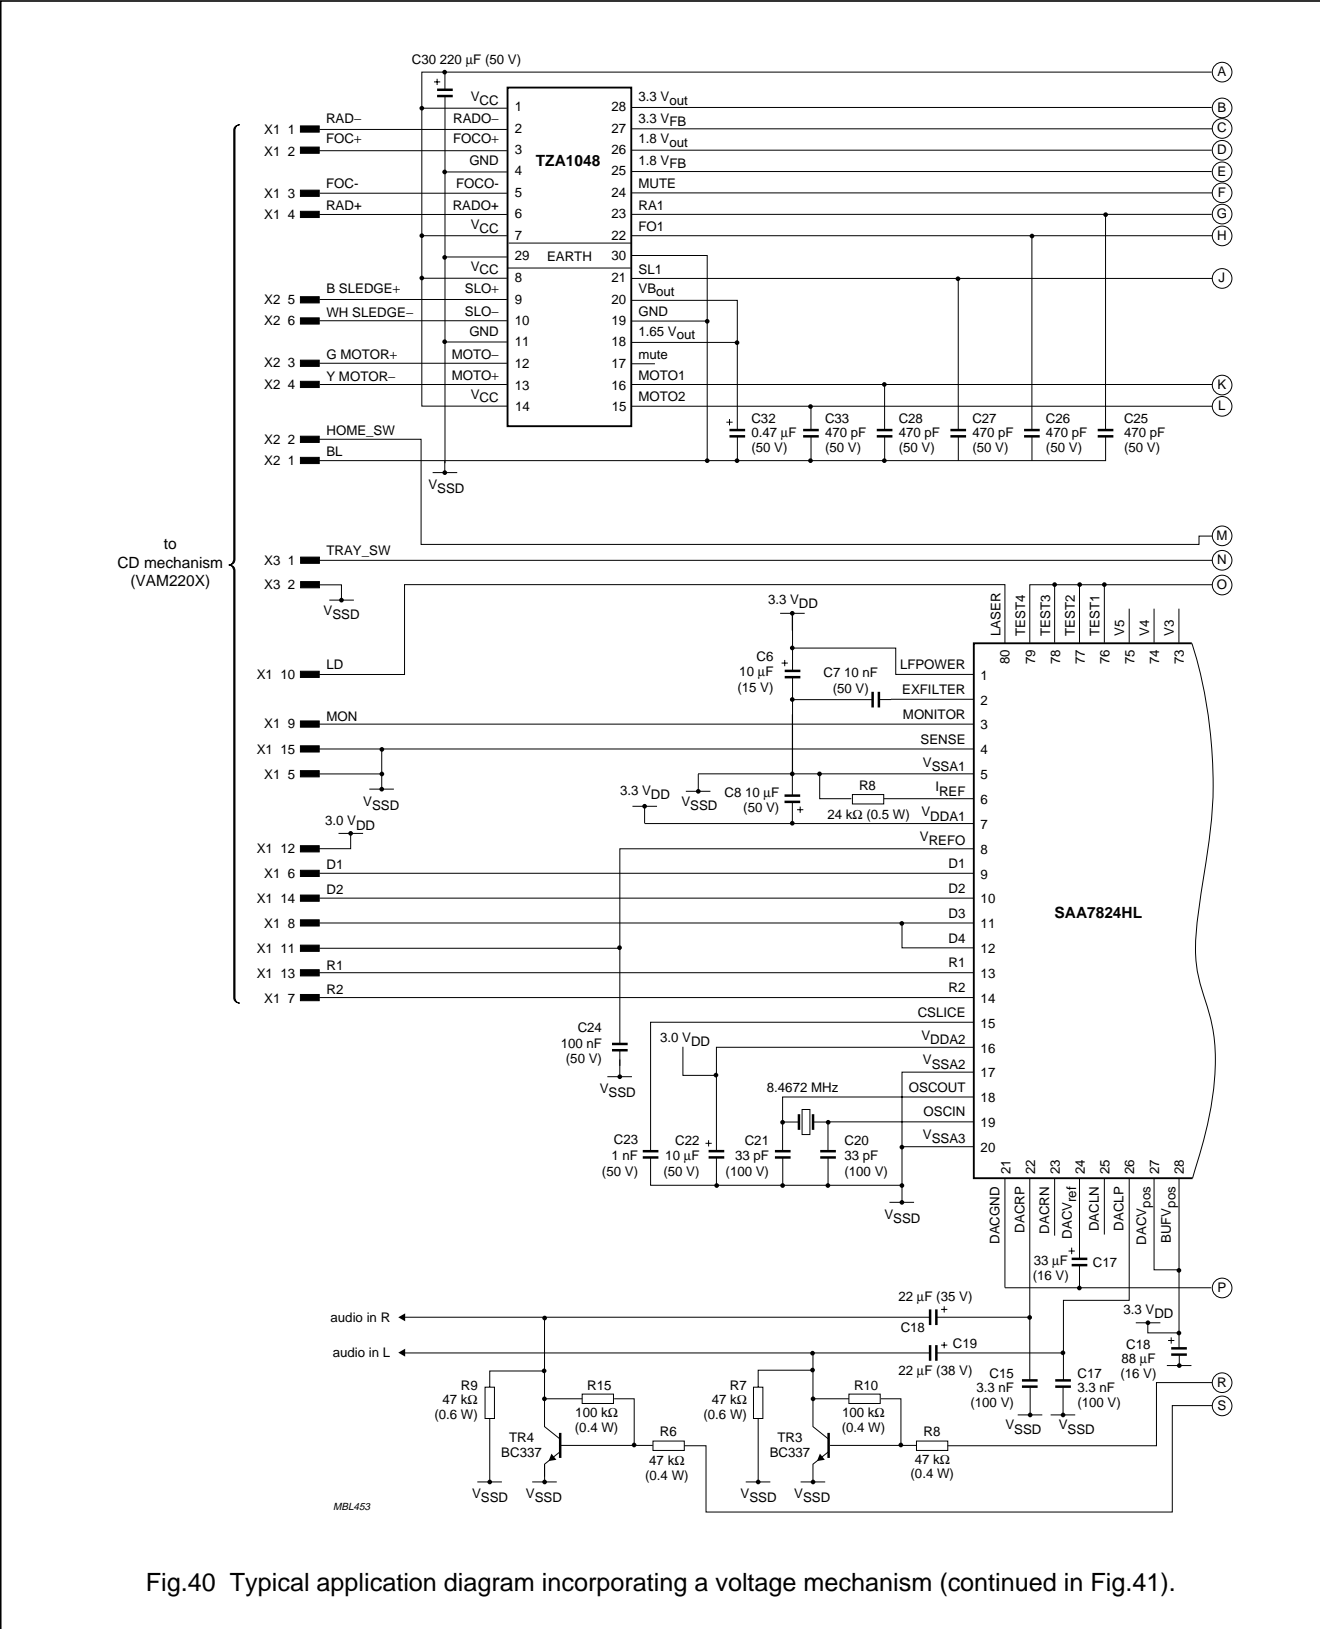 C30 220 μF (50 V)
A
VCC 1 28 3.3 Vout B
X1 1 RAD− RADO− 2 27 3.3 VFB C
X1 2 FOC+ FOCO+ 3 TZA1048 26 1.8 Vout D
GND 4 25 1.8 VFB E
X1 3 FOC- FOCO- 5 24 MUTE F
X1 4 RAD+ RADO+ 6 23 RA1 G
VCC 7 22 FO1 H
29 EARTH 30
VCC 8 21 SL1 J
X2 5 B SLEDGE+ SLO+ 9 20 VBout
X2 6 WH SLEDGE− SLO− 10 19 GND
GND 11 18 1.65 Vout
X2 3 G MOTOR+ MOTO− 12 17 mute
X2 4 Y MOTOR− MOTO+ 13 16 MOTO1 K
VCC 14 15 MOTO2 L
+ C32 C33 C28 C27 C26 C25
0.47 μF 470 pF 470 pF 470 pF 470 pF 470 pF
(50 V) (50 V) (50 V) (50 V) (50 V) (50 V)
X2 2 HOME_SW
X2 1 BL
VSSD
to
CD mechanism
(VAM220X)
M
X3 1 TRAY_SW N
X3 2 O
VSSD
3.3 VDD
LASER TEST4 TEST3 TEST2 TEST1 V5 V4 V3
80 79 78 77 76 75 74 73
X1 10 LD
C6 +
10 μF
(15 V)
C7 10 nF
(50 V)
LFPOWER 1
EXFILTER 2
X1 9 MON MONITOR 3
X1 15 SENSE 4
X1 5 VSSA1 5
VSSD
3.3 VDD VSSD
C8 10 μF
(50 V) +
R8
24 kΩ (0.5 W)
IREF 6
VDDA1 7
3.0 VDD
X1 12 VREFO 8
X1 6 D1 D1 9
X1 14 D2 D2 10
SAA7824HL
X1 8 D3 11
X1 11 D4 12
X1 13 R1 R1 13
X1 7 R2 R2 14
CSLICE 15
C24
100 nF
(50 V)
VSSD
3.0 VDD
VDDA2 16
VSSA2 17
8.4672 MHz
OSCOUT 18
OSCIN 19
VSSA3 20
C23 C22 + C21 C20
1 nF 10 μF 33 pF 33 pF
(50 V) (50 V) (100 V) (100 V)
VSSD
21 22 23 24 25 26 27 28
DACGND DACRP DACRN DACVref DACLN DACLP DACVpos BUFVpos
33 μF + C17
(16 V)
P
22 μF (35 V)
audio in R +
C18
3.3 VDD
audio in L + C19
22 μF (38 V)
C18 +
88 μF
(16 V)
C15 C17
3.3 nF 3.3 nF
(100 V) (100 V)
VSSD VSSD
R
S
R9 R15 R7 R10
47 kΩ 100 kΩ 47 kΩ 100 kΩ
(0.6 W) (0.4 W) (0.6 W) (0.4 W)
TR4 R6 TR3 R8
BC337 47 kΩ BC337 47 kΩ
(0.4 W) (0.4 W)
VSSD VSSD VSSD VSSD
MBL453
Fig.40 Typical application diagram incorporating a voltage mechanism (continued in Fig.41).